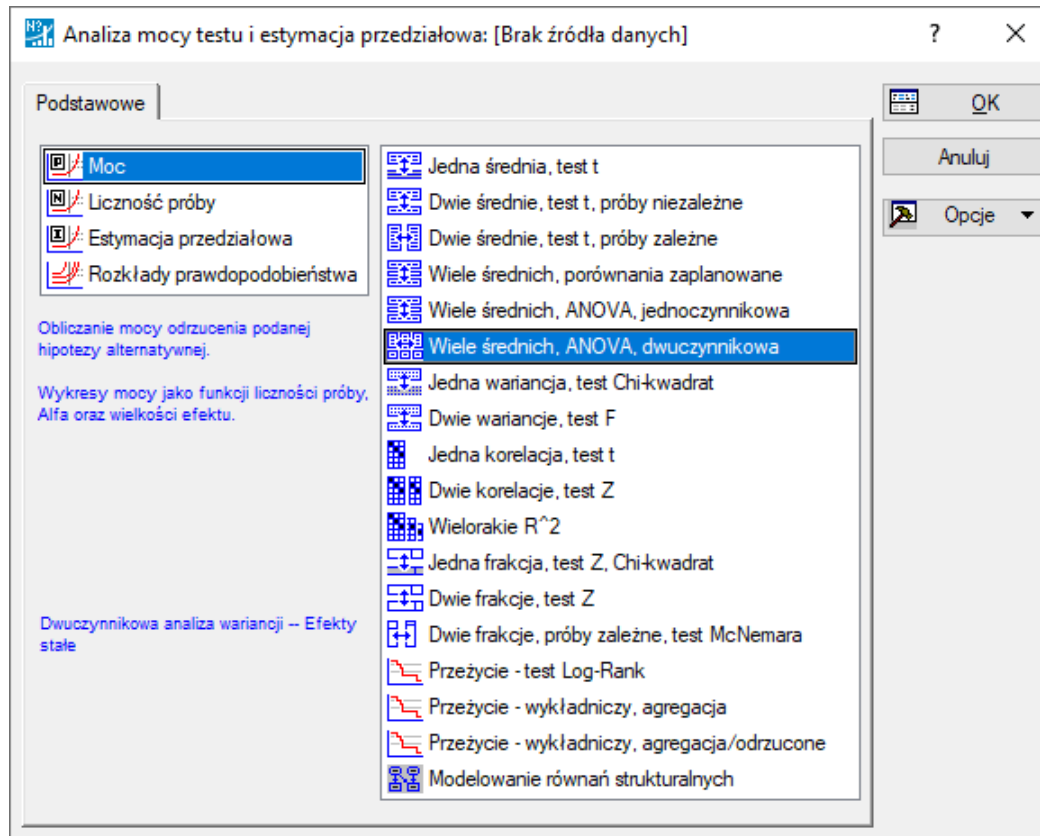 Analiza mocy testu i estymacja przedziałowa: [Brak źródła danych]
?
Podstawowe
OK
Anuluj
Opcje
Moc
Liczność próby
Estymacja przedziałowa
Rozkłady prawdopodobieństwa
Obliczanie mocy odrzucenia podanej
hipotezy alternatywnej.
Wykresy mocy jako funkcji liczności próby,
Alfa oraz wielkości efektu.
Dwuczynnikowa analiza wariancji -- Efekty
stałe
Jedna średnia, test t
Dwie średnie, test t, próby niezależne
Dwie średnie, test t, próby zależne
Wiele średnich, porównania zaplanowane
Wiele średnich, ANOVA, jednoczynnikowa
Wiele średnich, ANOVA, dwuczynnikowa
Jedna wariancja, test Chi-kwadrat
Dwie wariancje, test F
Jedna korelacja, test t
Dwie korelacje, test Z
Wielorakie R^2
Jedna frakcja, test Z, Chi-kwadrat
Dwie frakcje, test Z
Dwie frakcje, próby zależne, test McNemara
Przeżycie - test Log-Rank
Przeżycie - wykładniczy, agregacja
Przeżycie - wykładniczy, agregacja/odrzucone
Modelowanie równań strukturalnych